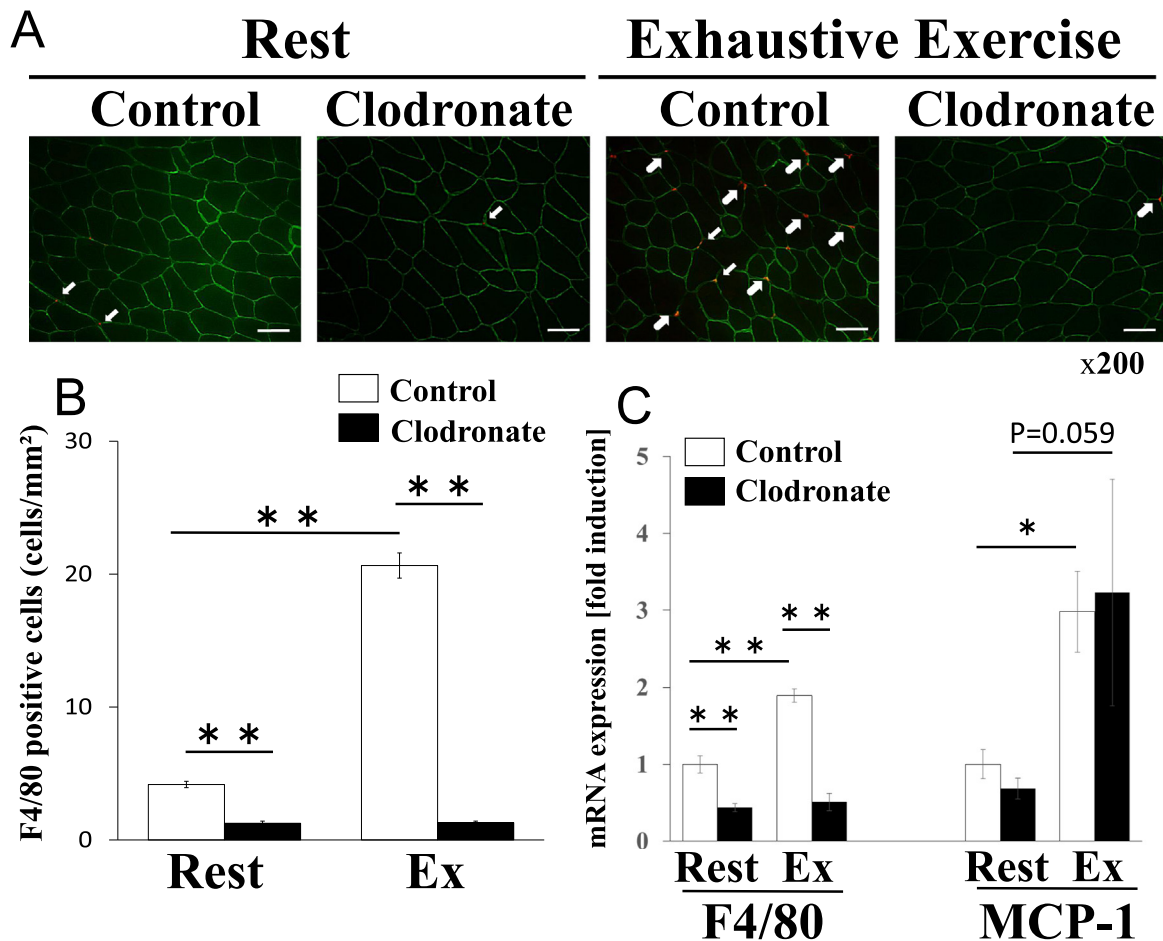 A
Rest
Exhaustive Exercise
Control
Clodronate
Control
Clodronate
x200
B
Control
Clodronate
F4/80 positive cells (cells/mm²)
30
20
10
0
** 
**
**
Rest
Ex
C
Control
Clodronate
P=0.059
mRNA expression [fold induction]
5
4
3
2
1
0
**
**
**
*
Rest
Ex
Rest
Ex
F4/80
MCP-1